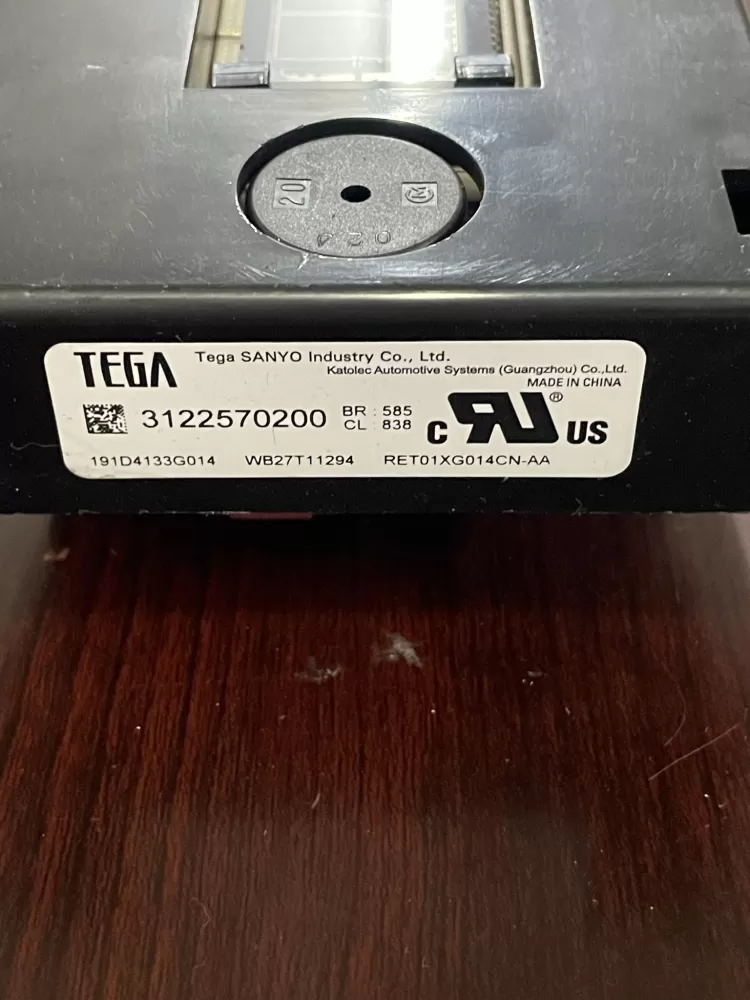 20 M
024
TEGA Tega SANYO Industry Co., Ltd.
Katolec Automotive Systems (Guangzhou) Co.,Ltd.
MADE IN CHINA
3122570200 BR : 585
CL : 838
c RU ® US
191D4133G014 WB27T11294 RET01XG014CN-AA